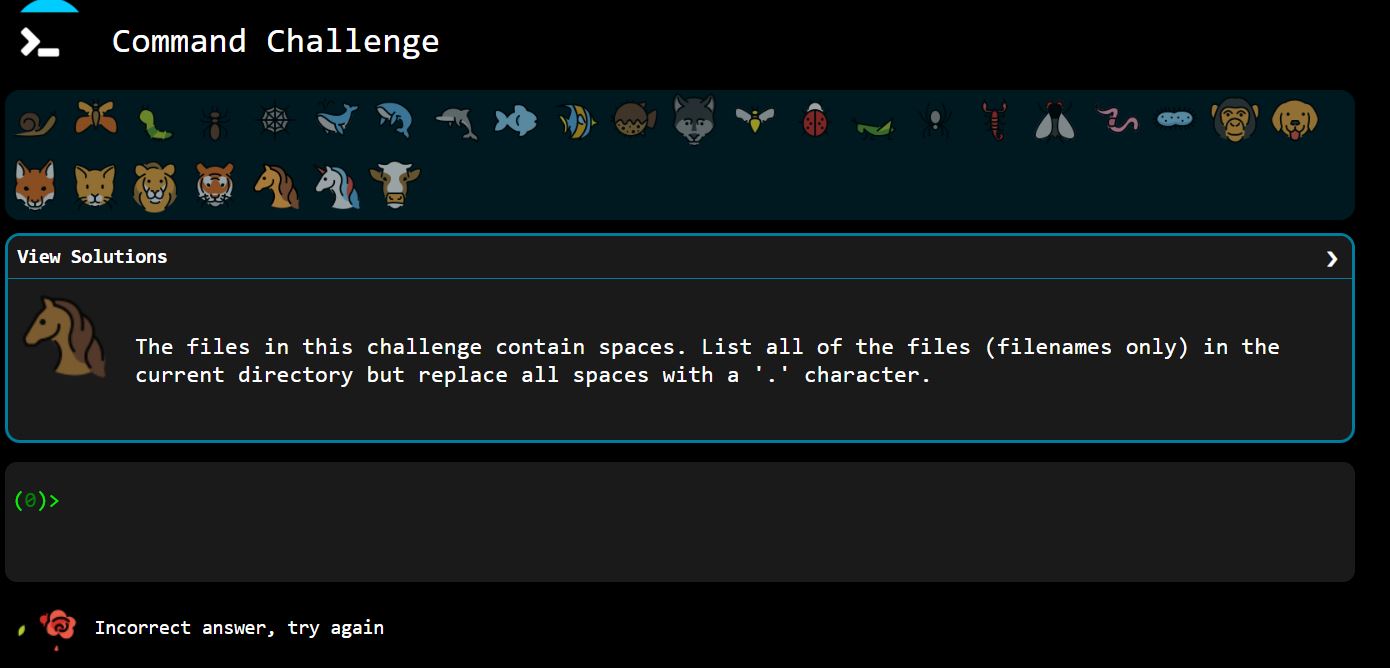 Command Challenge
View Solutions
The files in this challenge contain spaces. List all of the files (filenames only) in the
current directory but replace all spaces with a '.' character.
(0)>
Incorrect answer, try again